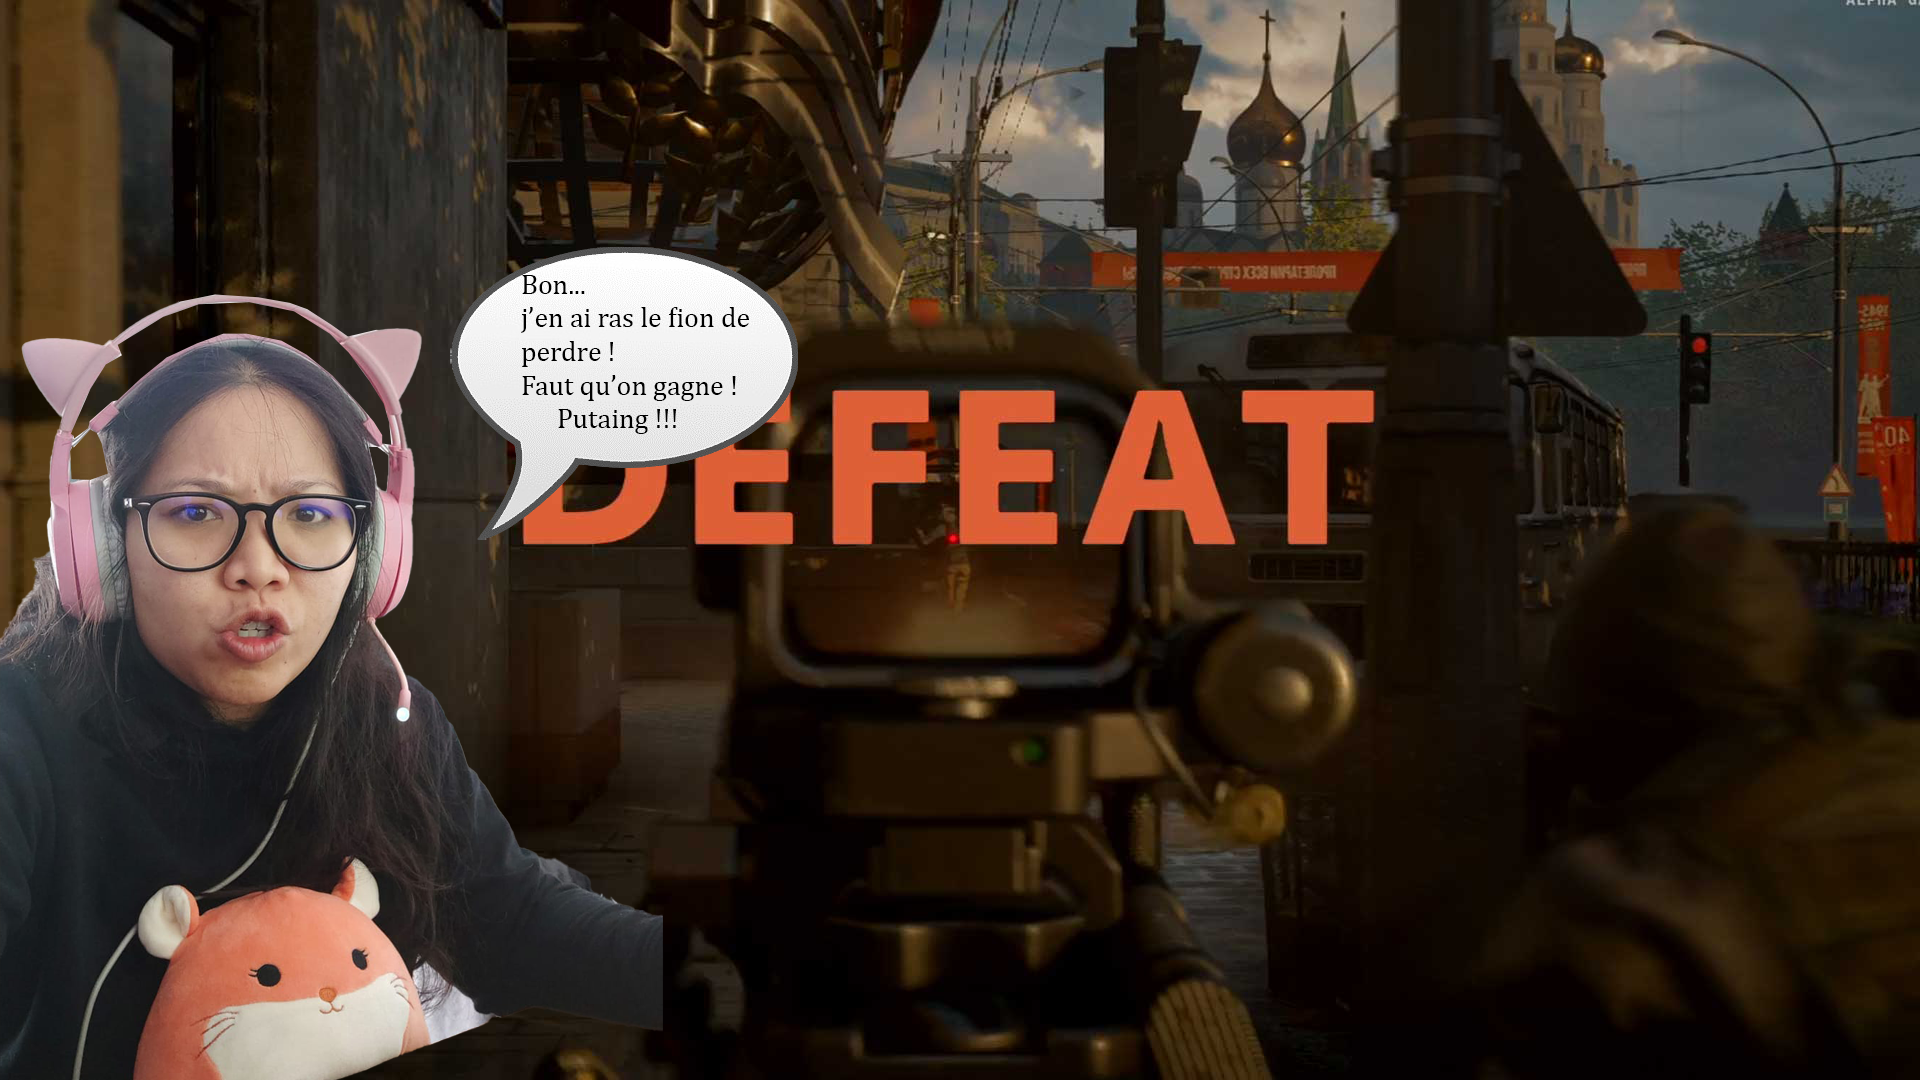 Bon...
j'en ai ras le fion de
perdre !
Faut qu'on gagne !
Putaing !!!
DEFEAT